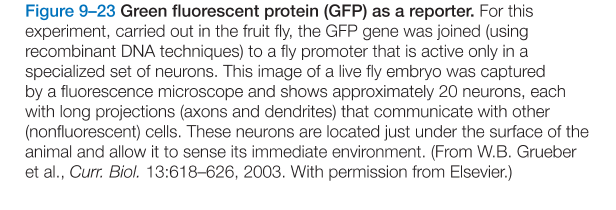 Figure 9–23 Green fluorescent protein (GFP) as a reporter. For this
experiment, carried out in the fruit fly, the GFP gene was joined (using
recombinant DNA techniques) to a fly promoter that is active only in a
specialized set of neurons. This image of a live fly embryo was captured
by a fluorescence microscope and shows approximately 20 neurons, each
with long projections (axons and dendrites) that communicate with other
(nonfluorescent) cells. These neurons are located just under the surface of the
animal and allow it to sense its immediate environment. (From W.B. Grueber
et al., Curr. Biol. 13:618–626, 2003. With permission from Elsevier.)